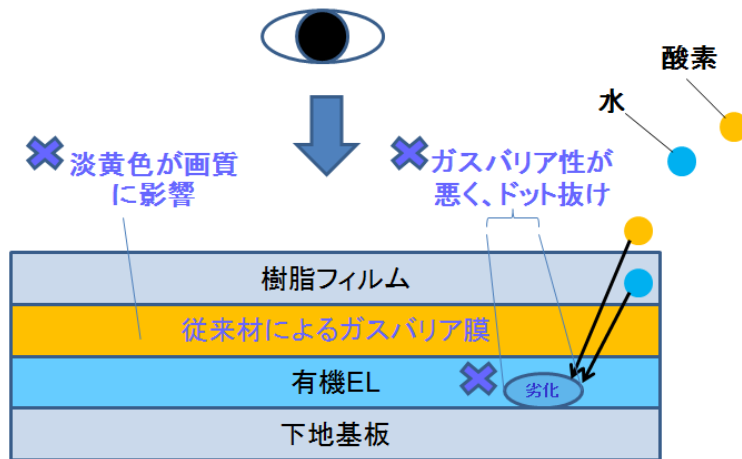 酸素
水
淡黄色が画質
に影響
ガスバリア性が
悪く、ドット抜け
樹脂フィルム
従来材によるガスバリア膜
有機EL
劣化
下地基板